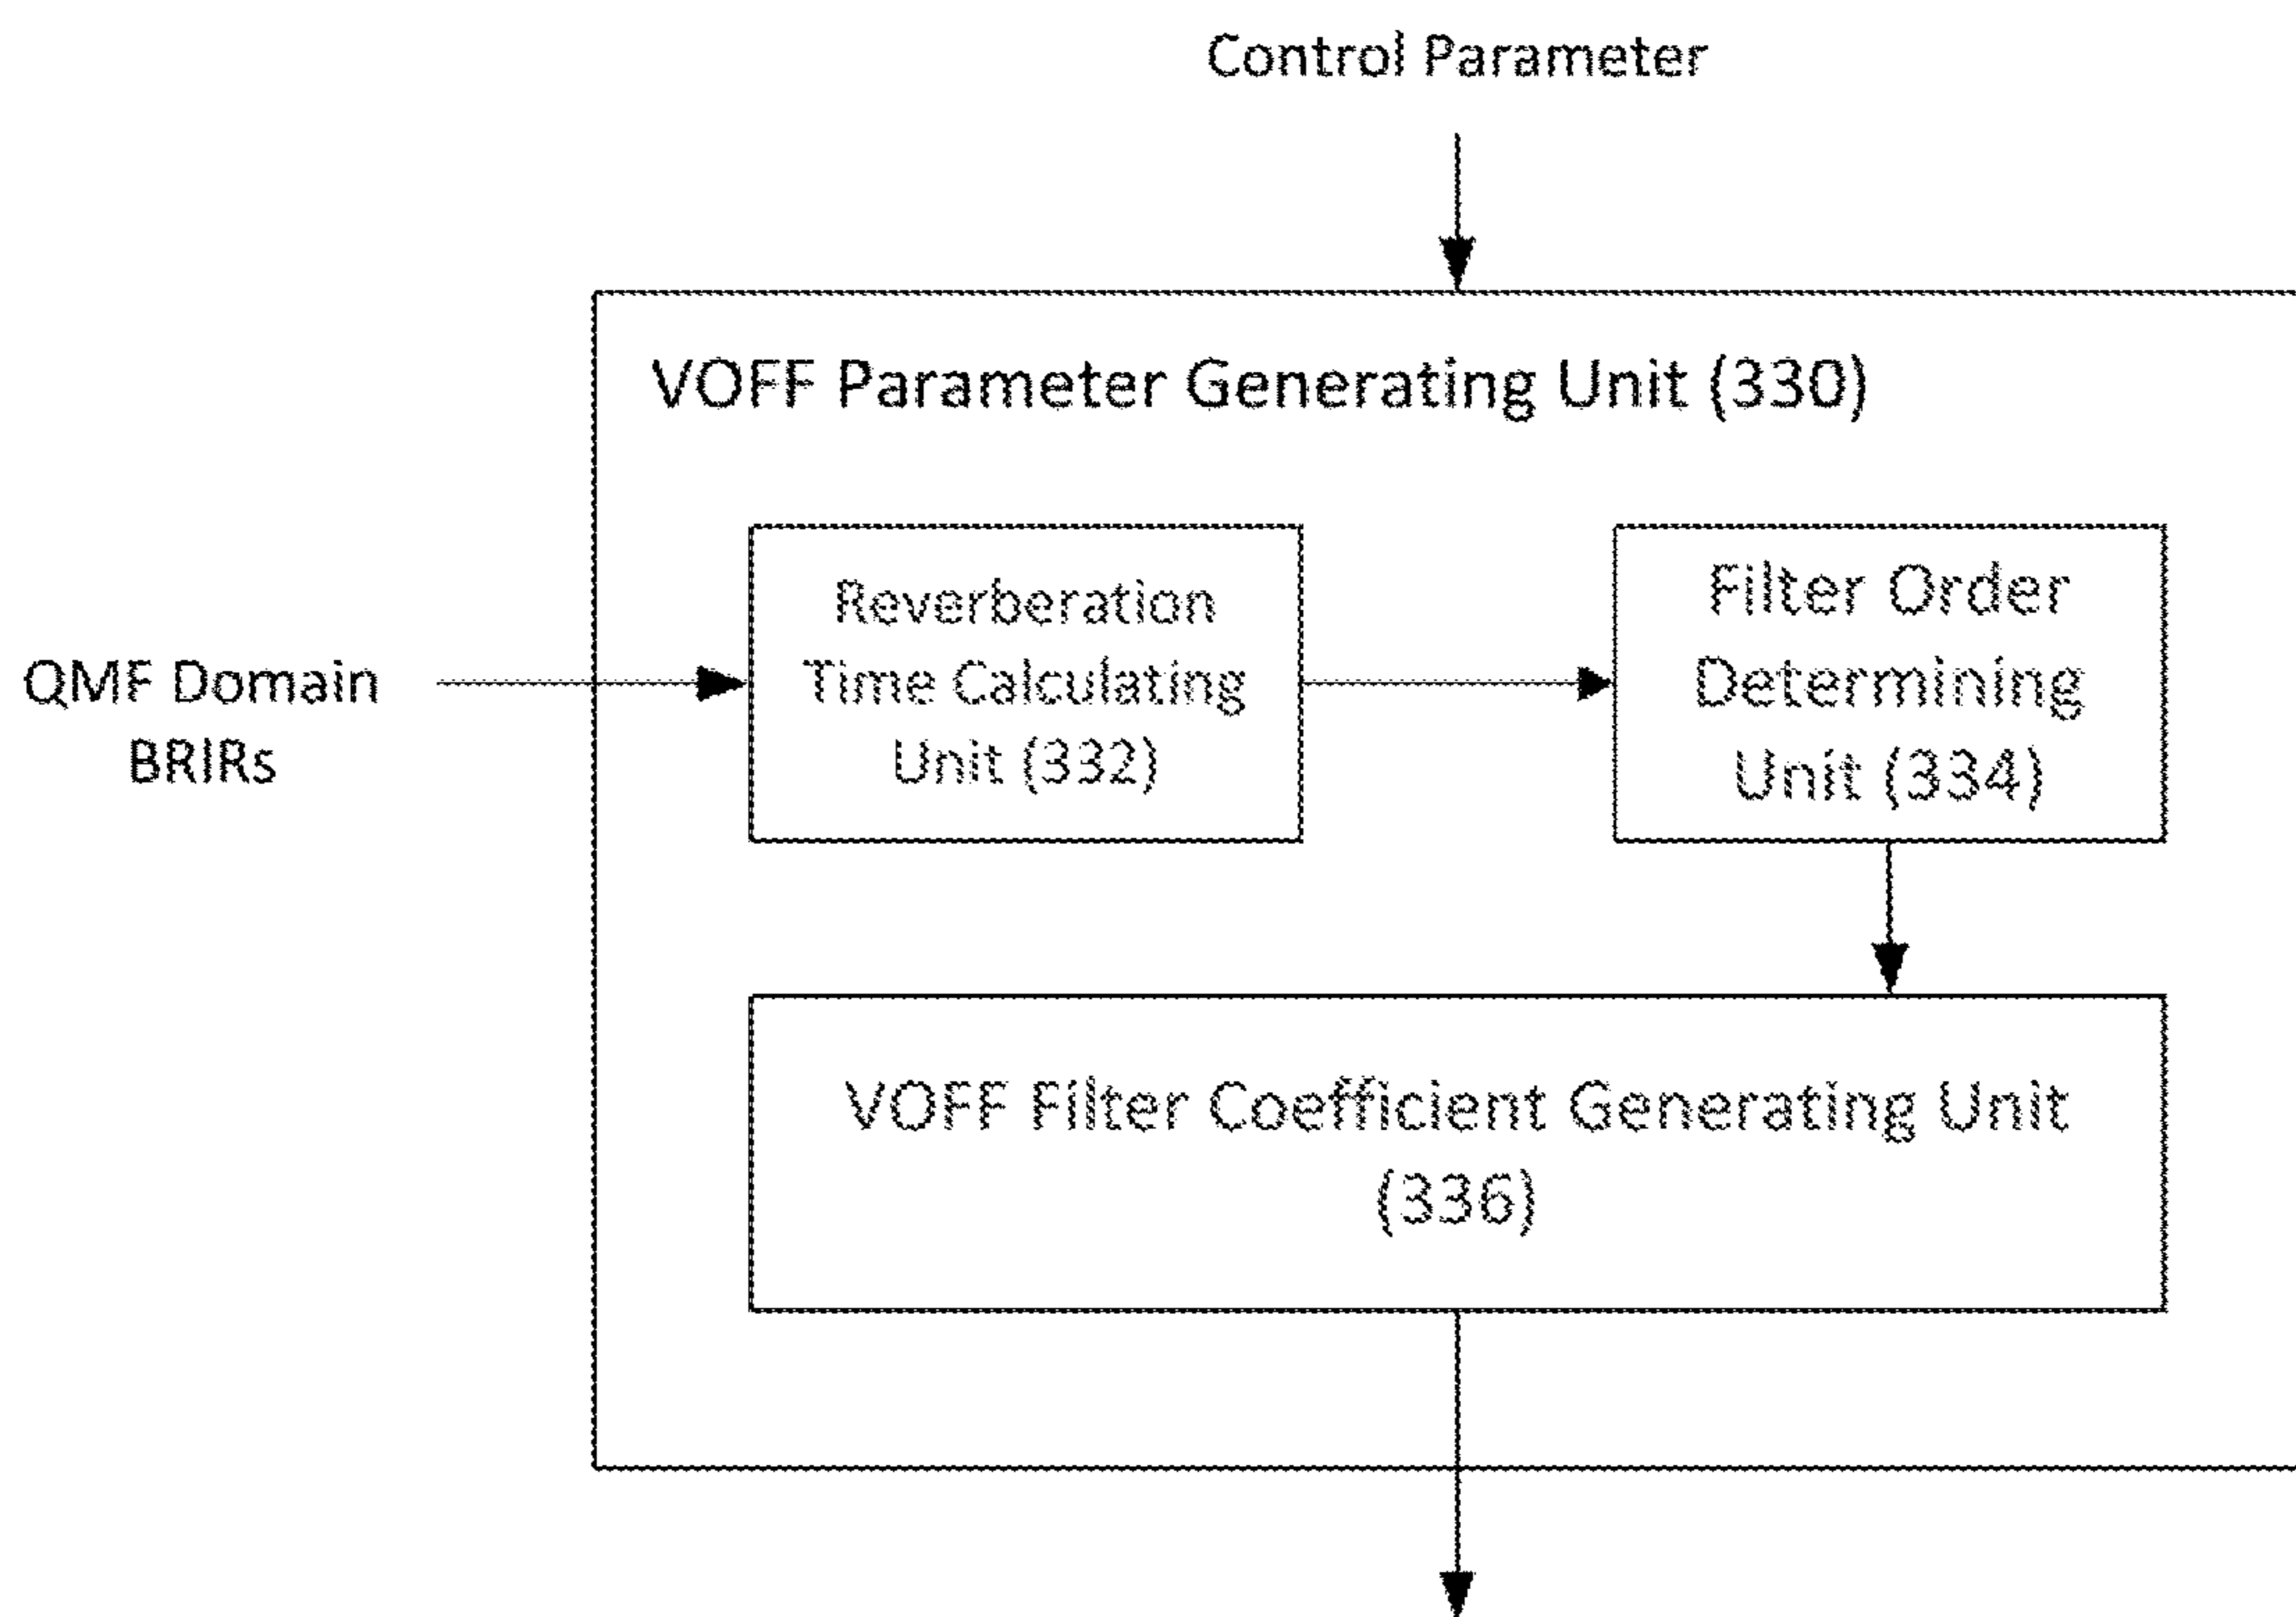 Control Parameter
VOFF Parameter Generating Unit (330)
QMF Domain
BRIRs
Reverberation
Time Calculating
Unit (332)
Filter Order
Determining
Unit (334)
VOFF Filter Coefficient Generating Unit
(336)